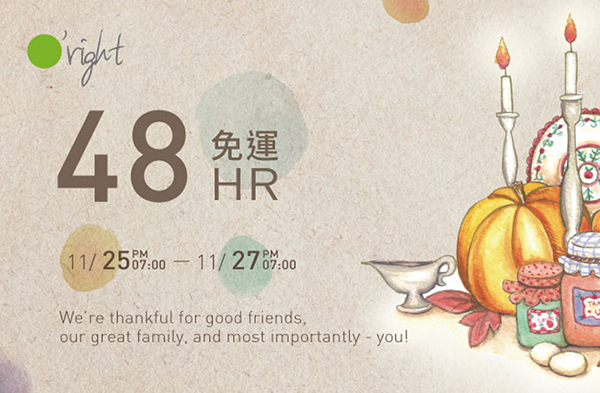 O'right
48 免運
HR
11/ 25 PM 07:00 — 11/ 27 PM 07:00
We're thankful for good friends,
our great family, and most importantly - you!